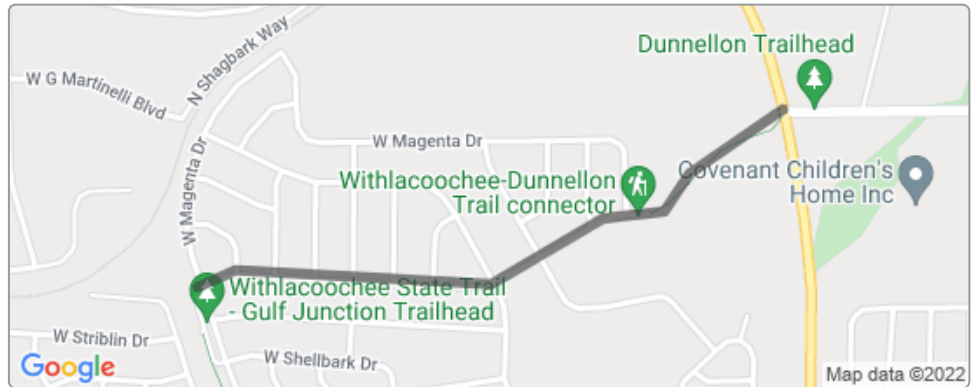 Dunnellon Trailhead
N Shagbark Way
W G Martinelli Blvd
W Magenta Dr
W Magenta Dr
Withlacoochee-Dunnellon
Trail connector
Covenant Children's
Home Inc
Withlacoochee State Trail
- Gulf Junction Trailhead
W Striblin Dr
W Shellbark Dr
Google
Map data ©2022